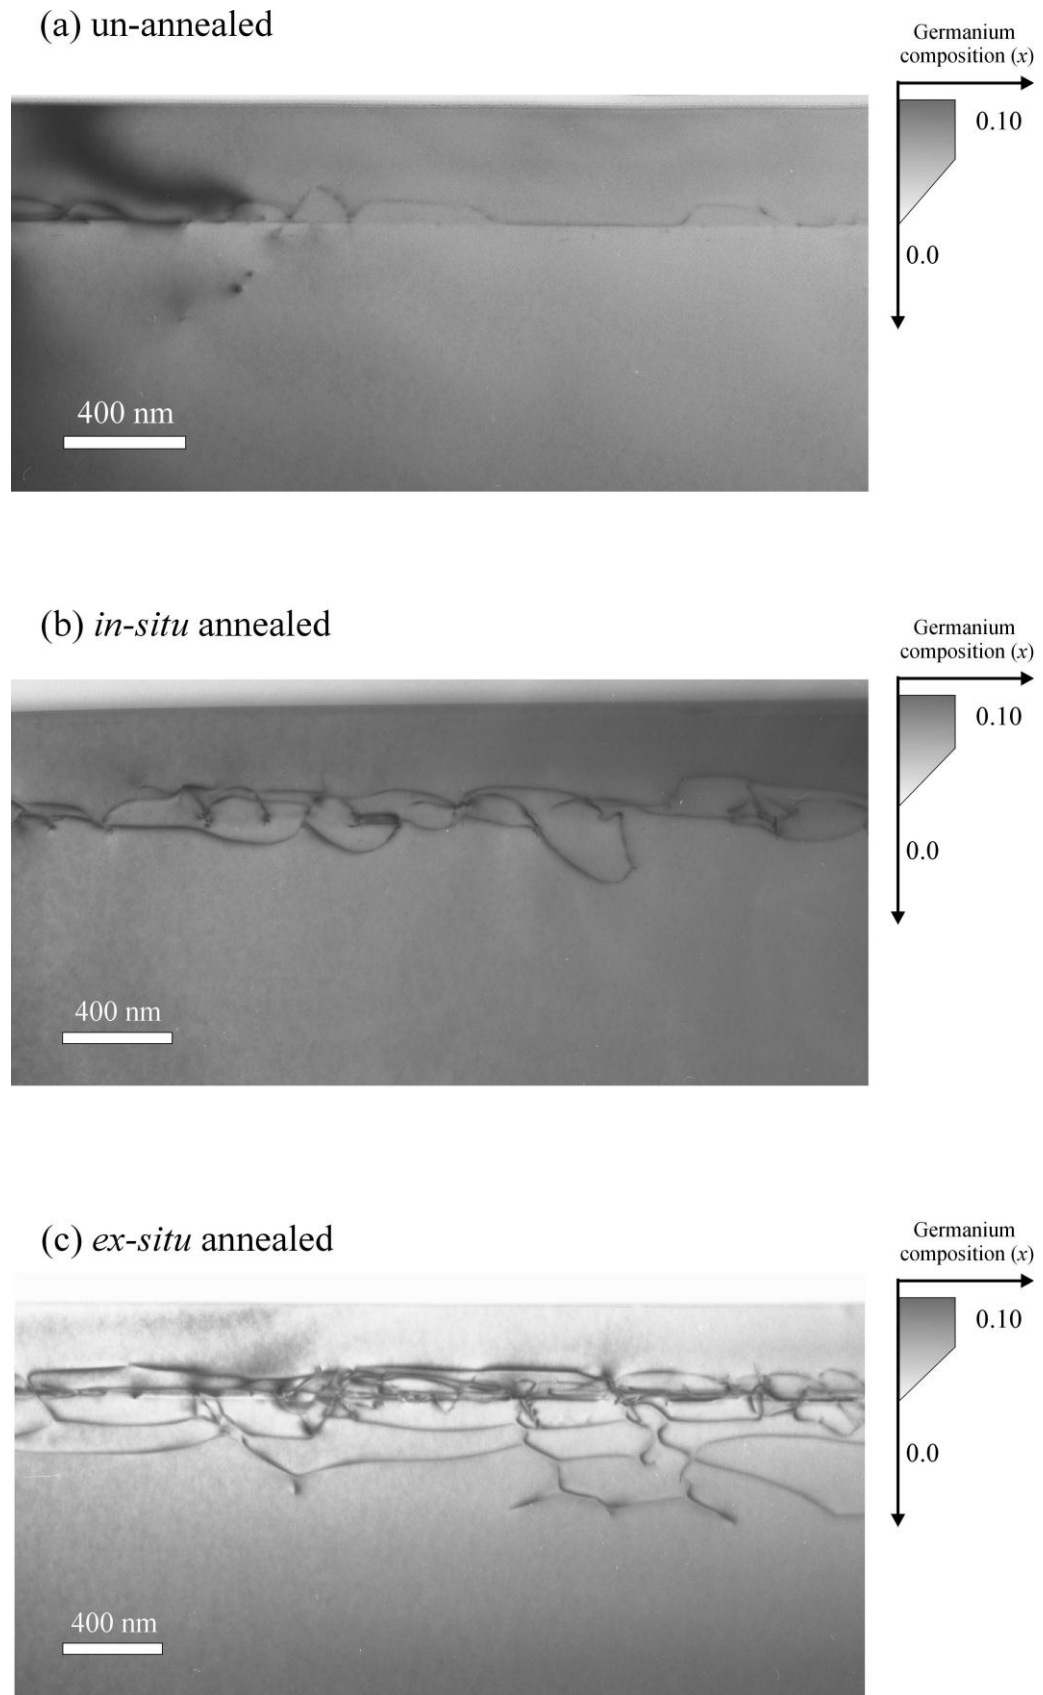 (a) un-annealed
Germanium
composition (x)
0.10
0.0
400 nm
(b) in-situ annealed
Germanium
composition (x)
0.10
0.0
400 nm
(c) ex-situ annealed
Germanium
composition (x)
0.10
0.0
400 nm